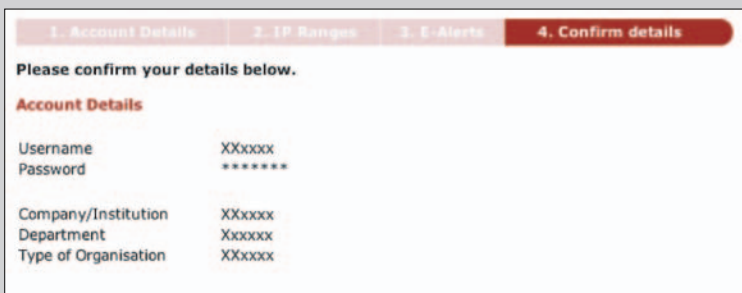 1. Account Details 2. IP Ranges 3. E-Alerts 4. Confirm details
Please confirm your details below.
Account Details
Username XXxxxx
Password *******
Company/Institution XXxxxx
Department Xxxxxx
Type of Organisation XXxxxx